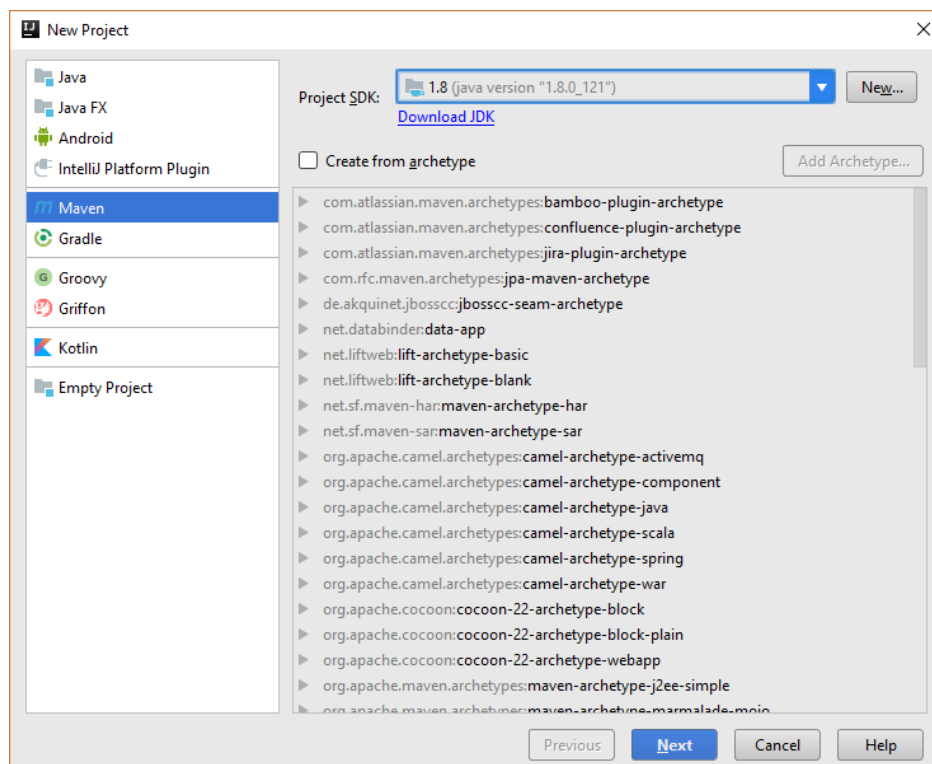 New Project
Java
Java FX
Android
IntelliJ Platform Plugin
Maven
Gradle
Groovy
Griffon
Kotlin
Empty Project
Project SDK: 1.8 (java version "1.8.0_121") New...
Download JDK
Create from archetype Add Archetype...
com.atlassian.maven.archetypes:bamboo-plugin-archetype
com.atlassian.maven.archetypes:confluence-plugin-archetype
com.atlassian.maven.archetypes:jira-plugin-archetype
com.rfc.maven.archetypes:jpa-maven-archetype
de.akquinet.jbosscc:jbosscc-seam-archetype
net.databinder:data-app
net.liftweb:lift-archetype-basic
net.liftweb:lift-archetype-blank
net.sf.maven-har:maven-archetype-har
net.sf.maven-sar:maven-archetype-sar
org.apache.camel.archetypes:camel-archetype-activemq
org.apache.camel.archetypes:camel-archetype-component
org.apache.camel.archetypes:camel-archetype-java
org.apache.camel.archetypes:camel-archetype-scala
org.apache.camel.archetypes:camel-archetype-spring
org.apache.camel.archetypes:camel-archetype-war
org.apache.cocoon:cocoon-22-archetype-block
org.apache.cocoon:cocoon-22-archetype-block-plain
org.apache.cocoon:cocoon-22-archetype-webapp
org.apache.maven.archetypes:maven-archetype-j2ee-simple
org.apache.maven.archetypes:maven-archetype-marmalade-mojo
Previous Next Cancel Help